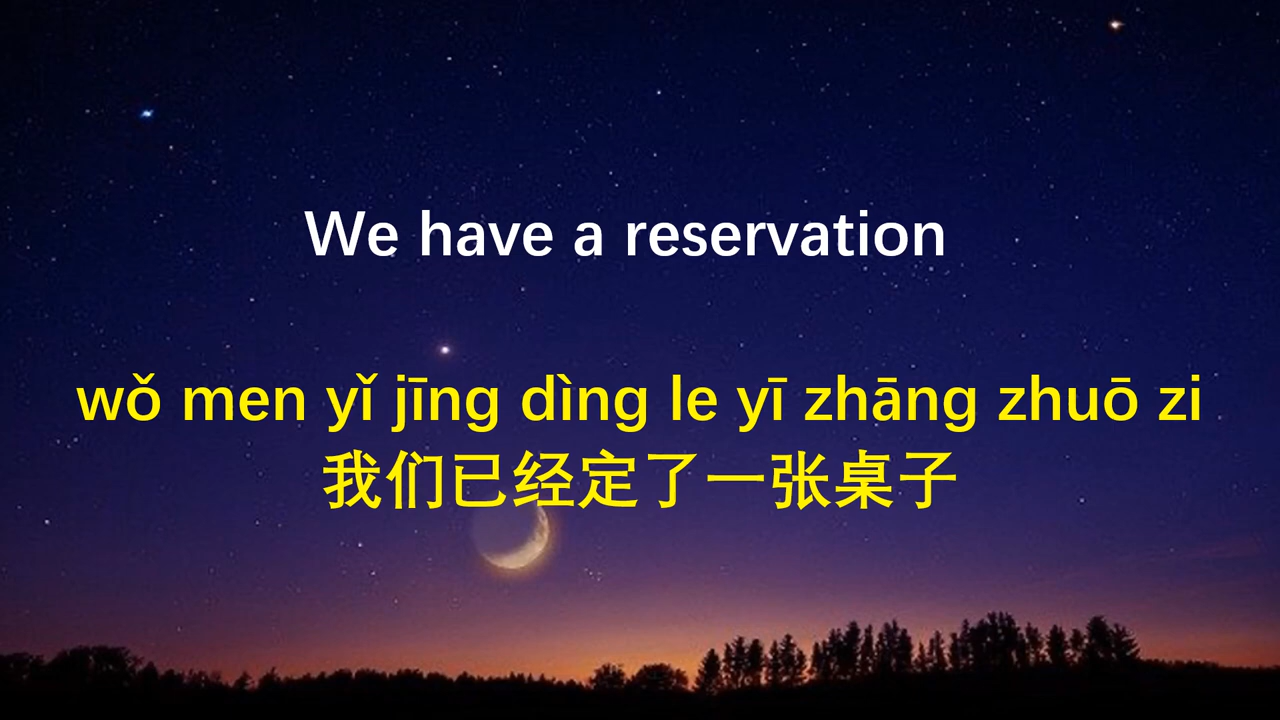 We have a reservation
wǒ men yǐ jīng dìng le yī zhāng zhuō zi
我们已经定了一张桌子